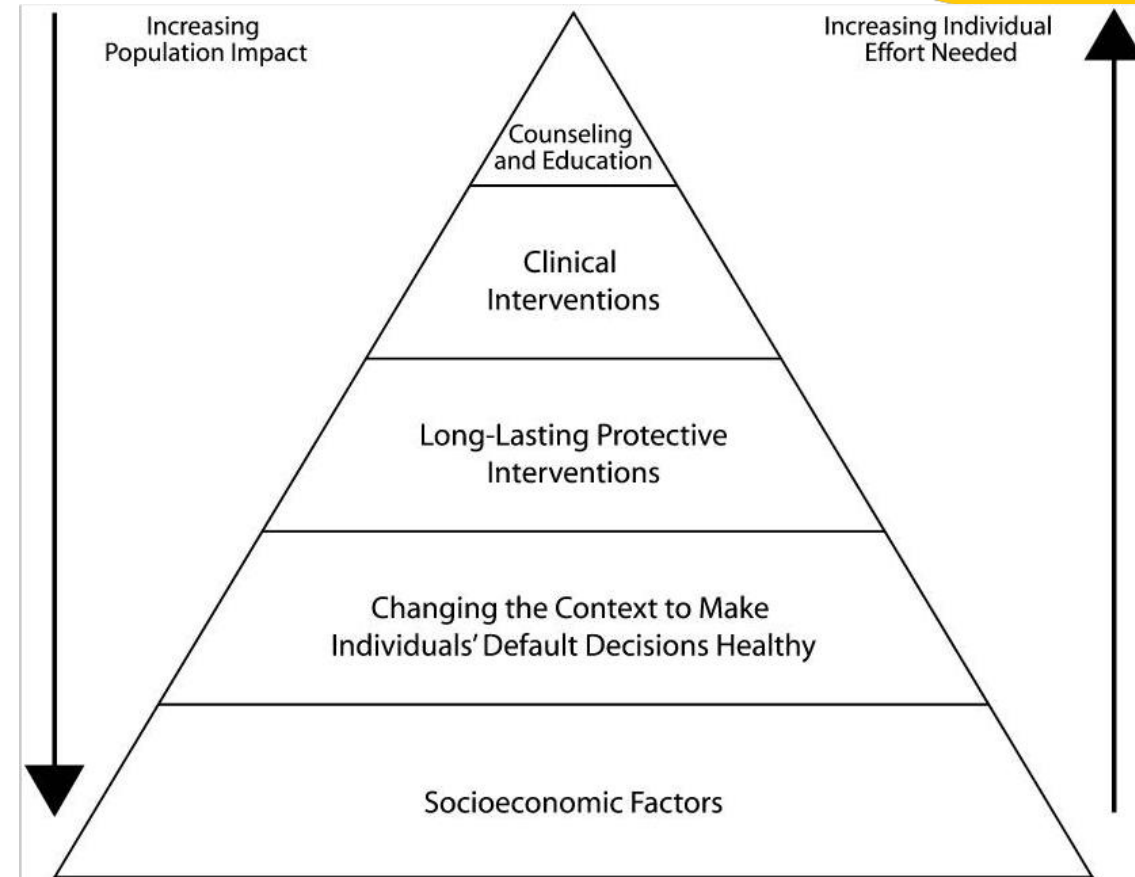 Increasing
Population Impact
Increasing Individual
Effort Needed
Counseling
and Education
Clinical
Interventions
Long-Lasting Protective
Interventions
Changing the Context to Make
Individuals' Default Decisions Healthy
Socioeconomic Factors